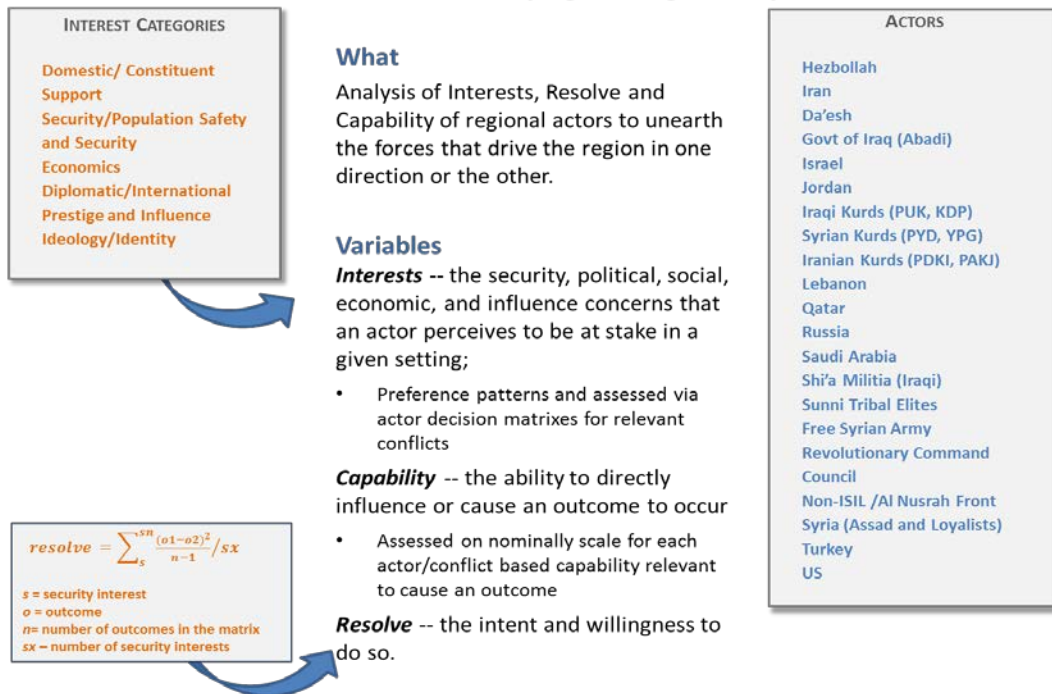 INTEREST CATEGORIES
Domestic/ Constituent
Support
Security/Population Safety
and Security
Economics
Diplomatic/International
Prestige and Influence
Ideology/Identity
resolve = ∑ₛˢⁿ (o1−o2)²/n−1 /sx
s = security interest
o = outcome
n= number of outcomes in the matrix
sx – number of security interests
What
Analysis of Interests, Resolve and
Capability of regional actors to unearth
the forces that drive the region in one
direction or the other.
Variables
Interests -- the security, political, social,
economic, and influence concerns that
an actor perceives to be at stake in a
given setting;
• Preference patterns and assessed via
actor decision matrixes for relevant
conflicts
Capability -- the ability to directly
influence or cause an outcome to occur
• Assessed on nominally scale for each
actor/conflict based capability relevant
to cause an outcome
Resolve -- the intent and willingness to
do so.
ACTORS
Hezbollah
Iran
Da’esh
Govt of Iraq (Abadi)
Israel
Jordan
Iraqi Kurds (PUK, KDP)
Syrian Kurds (PYD, YPG)
Iranian Kurds (PDKI, PAKJ)
Lebanon
Qatar
Russia
Saudi Arabia
Shi’a Militia (Iraqi)
Sunni Tribal Elites
Free Syrian Army
Revolutionary Command
Council
Non-ISIL /Al Nusrah Front
Syria (Assad and Loyalists)
Turkey
US